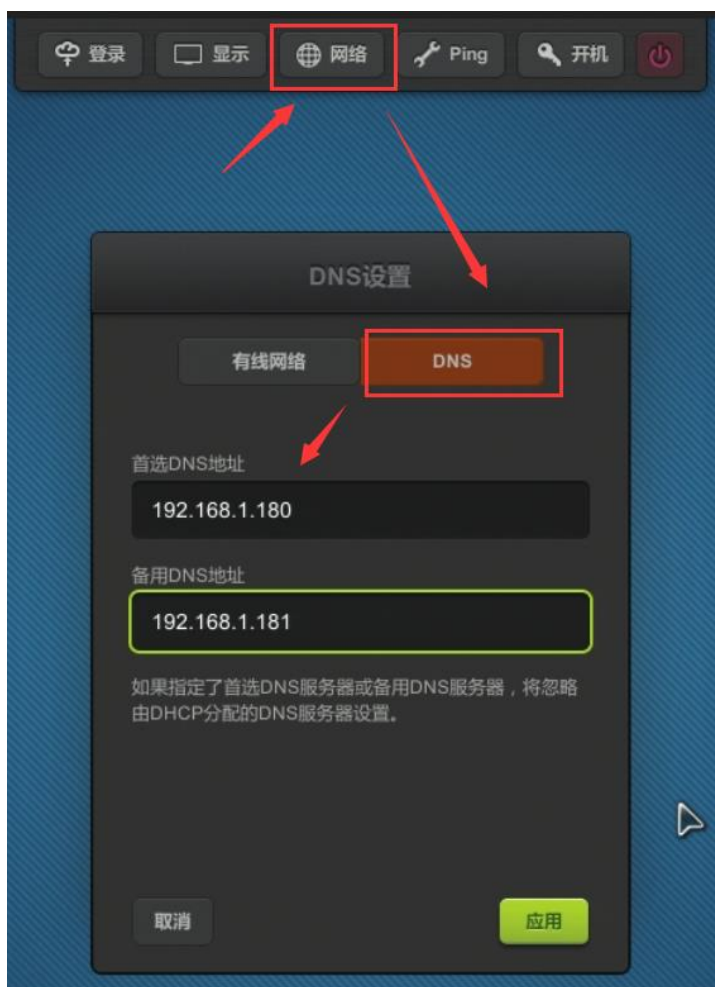 登录 显示 网络 Ping 开机
DNS设置
有线网络 DNS
首选DNS地址
192.168.1.180
备用DNS地址
192.168.1.181
如果指定了首选DNS服务器或备用DNS服务器，将忽略
由DHCP分配的DNS服务器设置。
取消 应用